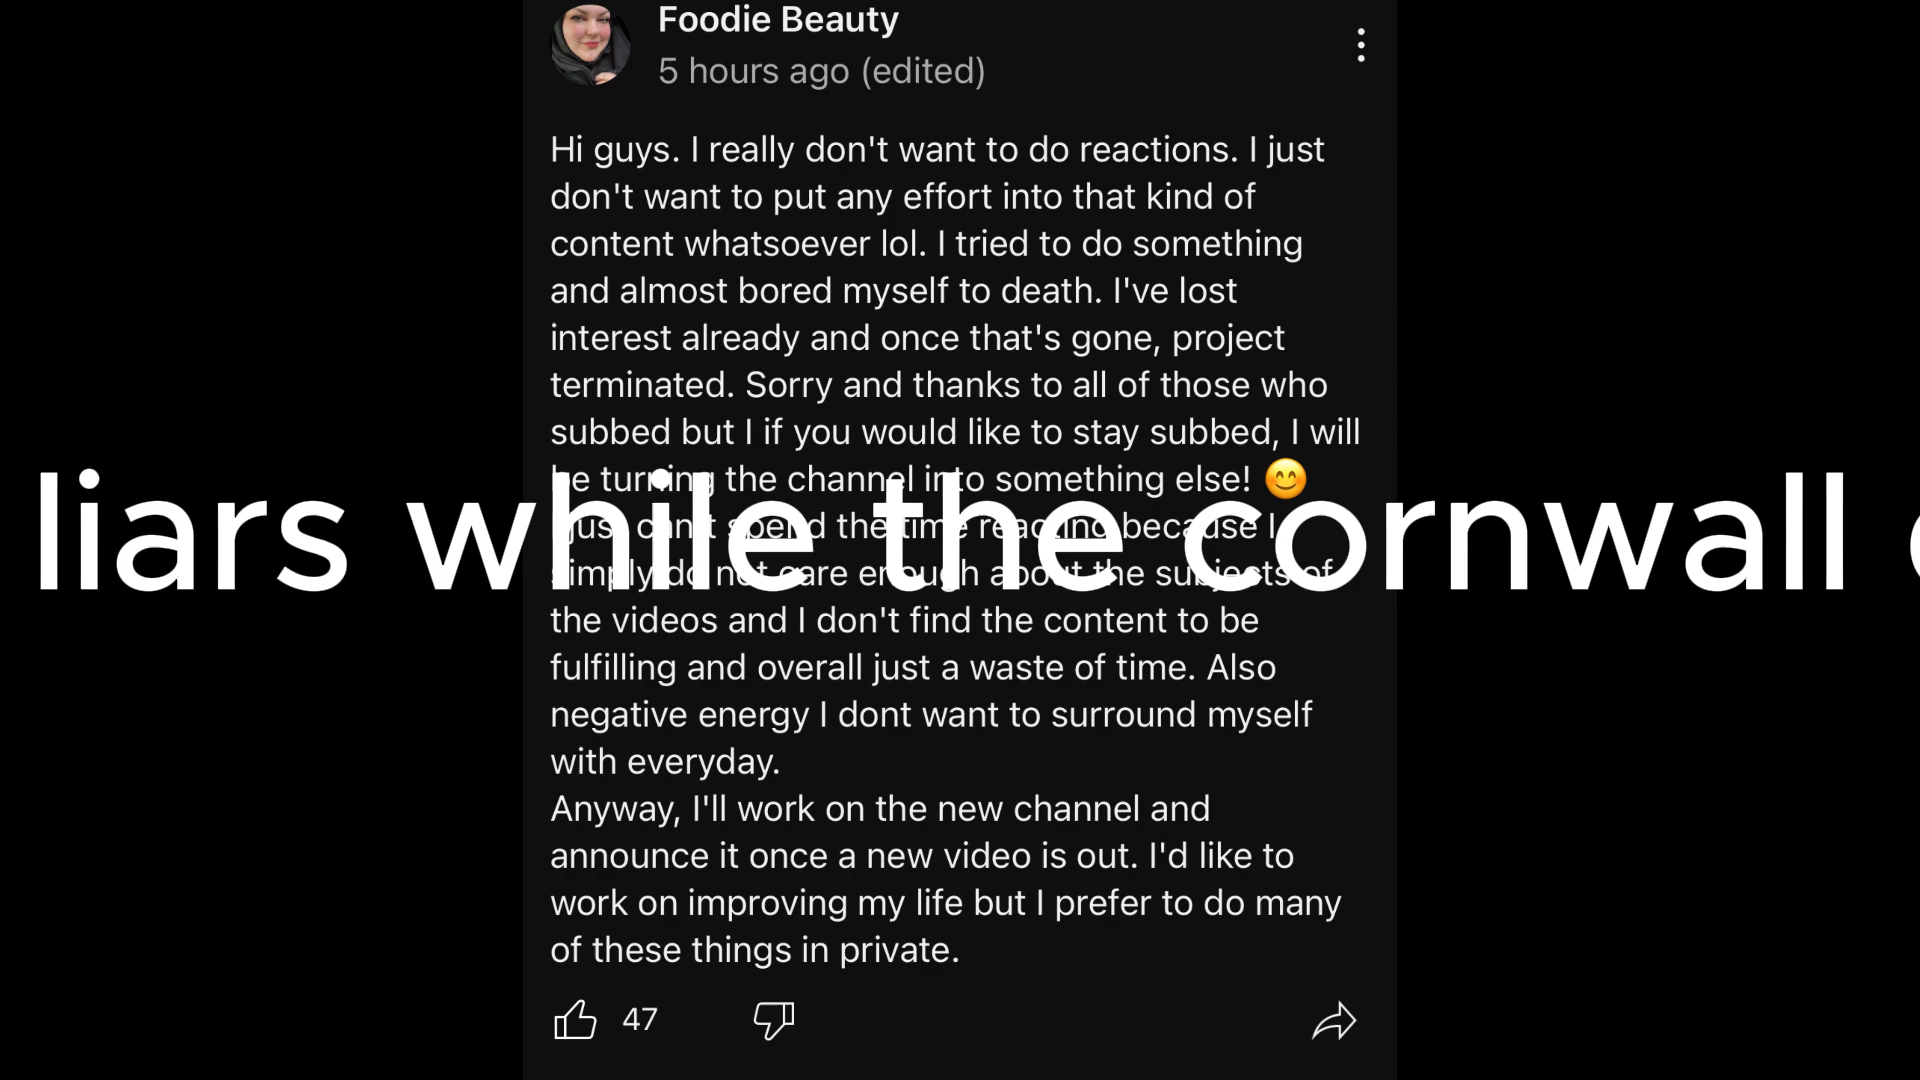 Foodie Beauty
5 hours ago (edited)
Hi guys. I really don't want to do reactions. I just
don't want to put any effort into that kind of
content whatsoever lol. I tried to do something
and almost bored myself to death. I've lost
interest already and once that's gone, project
terminated. Sorry and thanks to all of those who
subbed but I if you would like to stay subbed, I will
be turning the channel into something else! 😊
liars while the cornwall
I just can't spend the time reacting because I
simply do not care enough about the subjects of
the videos and I don't find the content to be
fulfilling and overall just a waste of time. Also
negative energy I dont want to surround myself
with everyday.
Anyway, I'll work on the new channel and
announce it once a new video is out. I'd like to
work on improving my life but I prefer to do many
of these things in private.
47